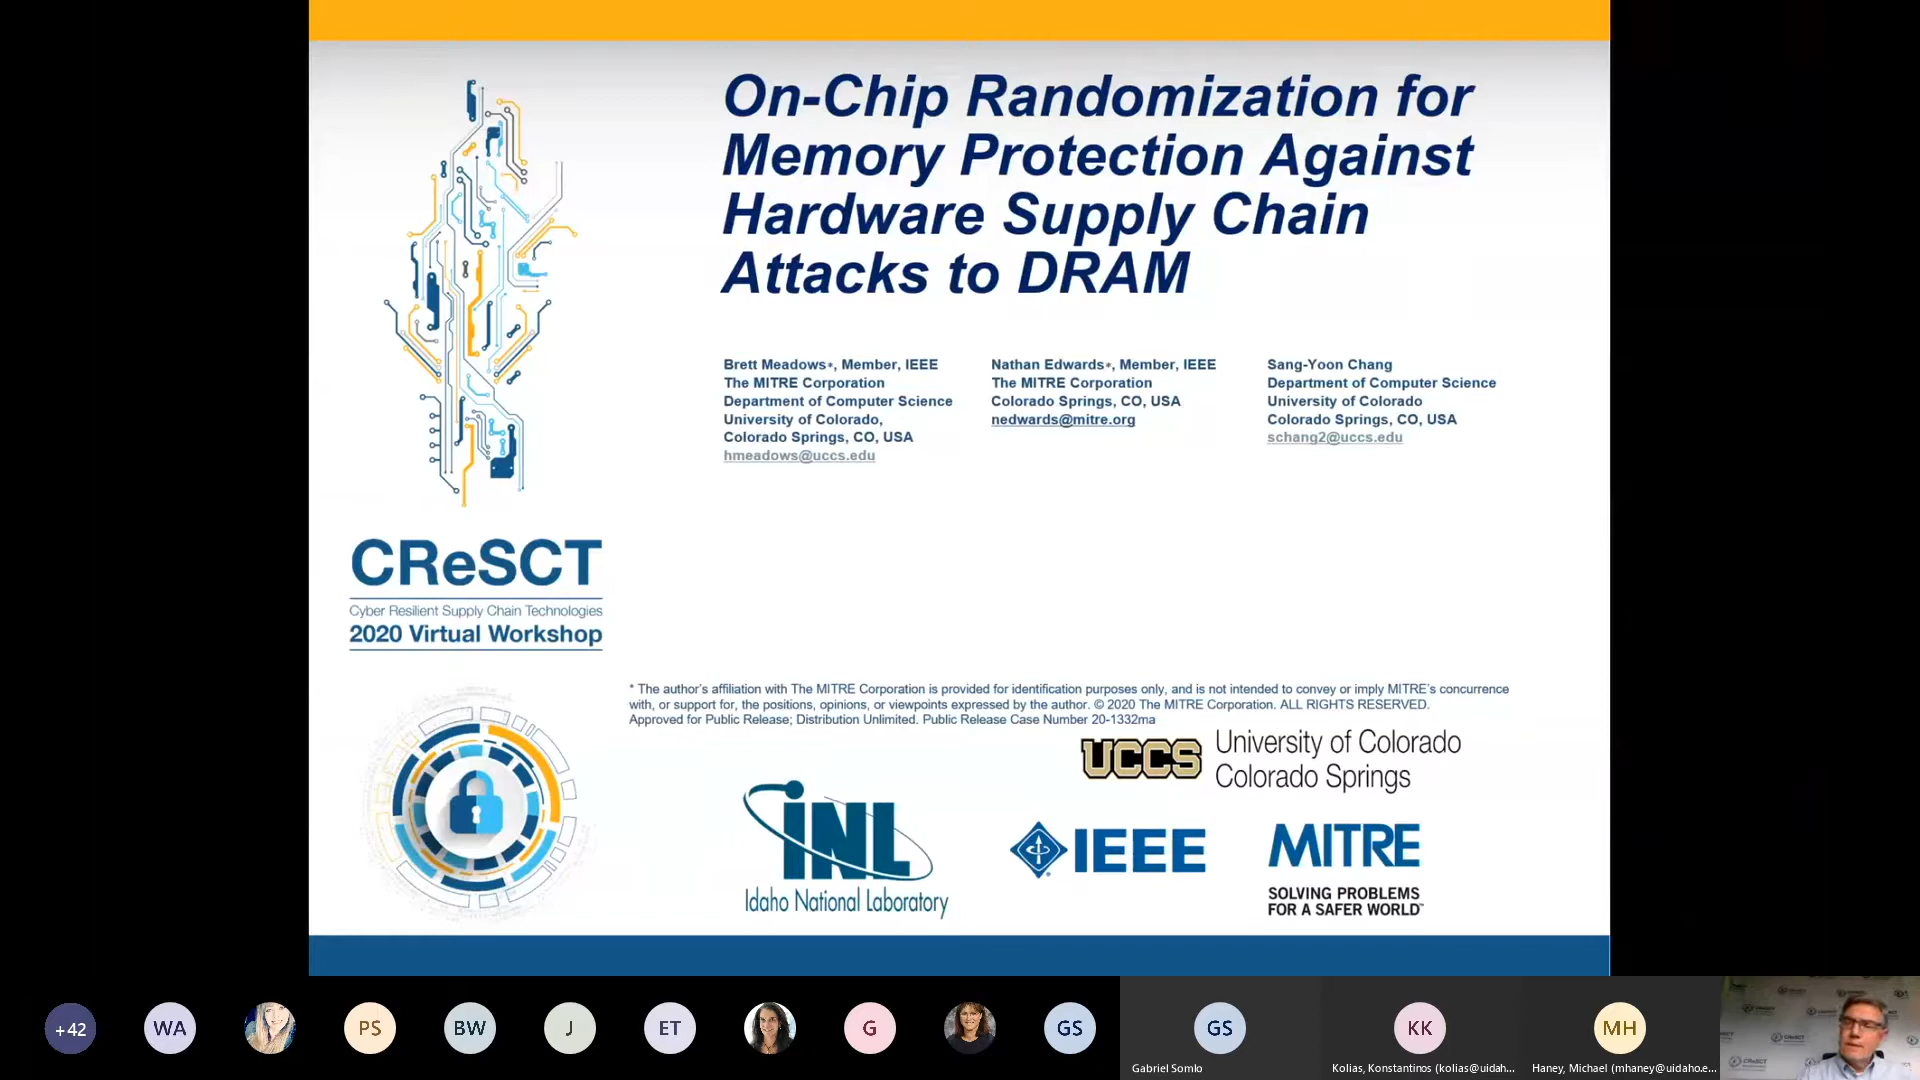 On-Chip Randomization for
Memory Protection Against
Hardware Supply Chain
Attacks to DRAM
Brett Meadows*, Member, IEEE
The MITRE Corporation
Department of Computer Science
University of Colorado,
Colorado Springs, CO, USA
hmeadows@uccs.edu
Nathan Edwards*, Member, IEEE
The MITRE Corporation
Colorado Springs, CO, USA
nedwards@mitre.org
Sang-Yoon Chang
Department of Computer Science
University of Colorado
Colorado Springs, CO, USA
schang2@uccs.edu
CReSCT
Cyber Resilient Supply Chain Technologies
2020 Virtual Workshop
* The author's affiliation with The MITRE Corporation is provided for identification purposes only, and is not intended to convey or imply MITRE's concurrence
with, or support for, the positions, opinions, or viewpoints expressed by the author. © 2020 The MITRE Corporation. ALL RIGHTS RESERVED.
Approved for Public Release; Distribution Unlimited. Public Release Case Number 20-1332ma
UCCS
University of Colorado
Colorado Springs
INL
Idaho National Laboratory
IEEE
MITRE
SOLVING PROBLEMS
FOR A SAFER WORLD™
+42
WA
PS
BW
J
ET
G
GS
GS
KK
MH
Gabriel Somlo
Kolias, Konstantinos (kolias@uidah...
Haney, Michael (mhaney@uidaho.e...
CReSCT